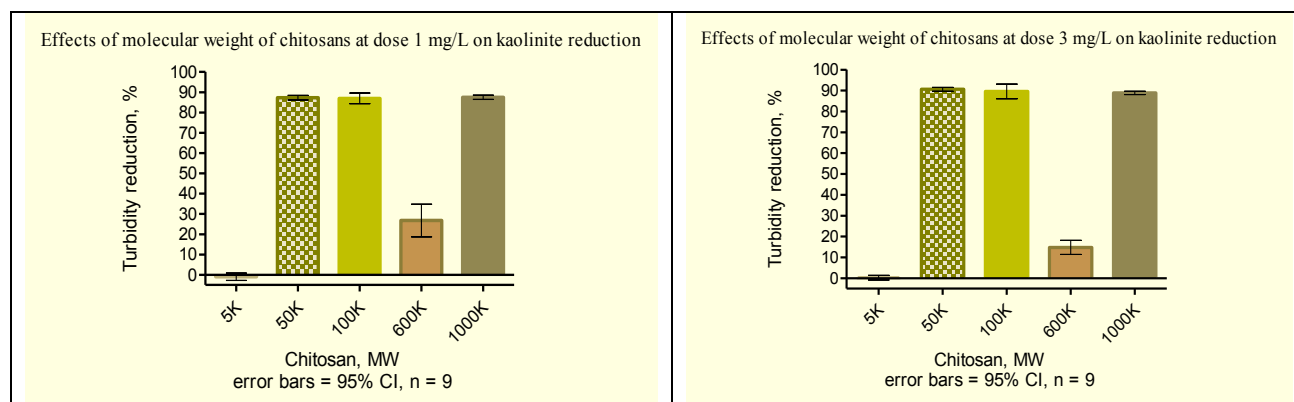 Effects of molecular weight of chitosans at dose 1 mg/L on kaolinite reduction
Turbidity reduction, %
100
90
80
70
60
50
40
30
20
10
0
5K
50K
100K
600K
1000K
Chitosan, MW
error bars = 95% CI, n = 9
Effects of molecular weight of chitosans at dose 3 mg/L on kaolinite reduction
Turbidity reduction, %
100
90
80
70
60
50
40
30
20
10
0
5K
50K
100K
600K
1000K
Chitosan, MW
error bars = 95% CI, n = 9